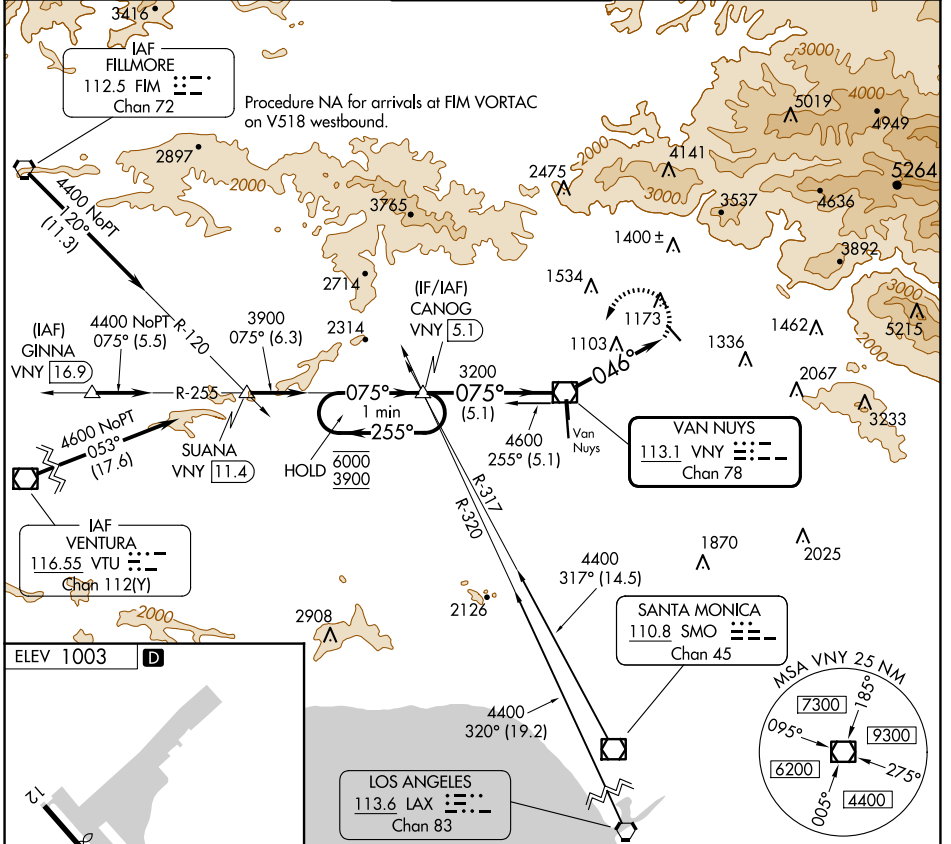 3416
IAF
FILLMORE
112.5 FIM
Chan 72
Procedure NA for arrivals at FIM VORTAC
on V518 westbound.
3000
5019
4000
4949
2897
2000
2475
2000
4141
3000
5264
4636
3537
3765
4400 NoPT
120°
(11.3)
1400 ±
3892
2714
1534
3000
(IF/IAF)
CANOG
VNY 5.1
1173
5215
(IAF)
GINNA
VNY 16.9
4400 NoPT
075° (5.5)
R-120
3900
075° (6.3)
2314
1103
1462
1336
2000
046°
3200
R-255
075°
1 min
255°
075°
(5.1)
2067
3233
4600 NoPT
053°
(17.6)
SUANA
VNY 11.4
HOLD
6000
3900
4600
255° (5.1)
Van
Nuys
VAN NUYS
113.1 VNY
Chan 78
R-317
R-320
IAF
VENTURA
116.55 VTU
Chan 112(Y)
4400
317° (14.5)
1870
2025
2000
2908
2126
SANTA MONICA
110.8 SMO
Chan 45
ELEV 1003 D
MSA VNY 25 NM
7300
185°
095°
9300
6200
275°
005°
4400
4400
320° (19.2)
LOS ANGELES
113.6 LAX
Chan 83
12